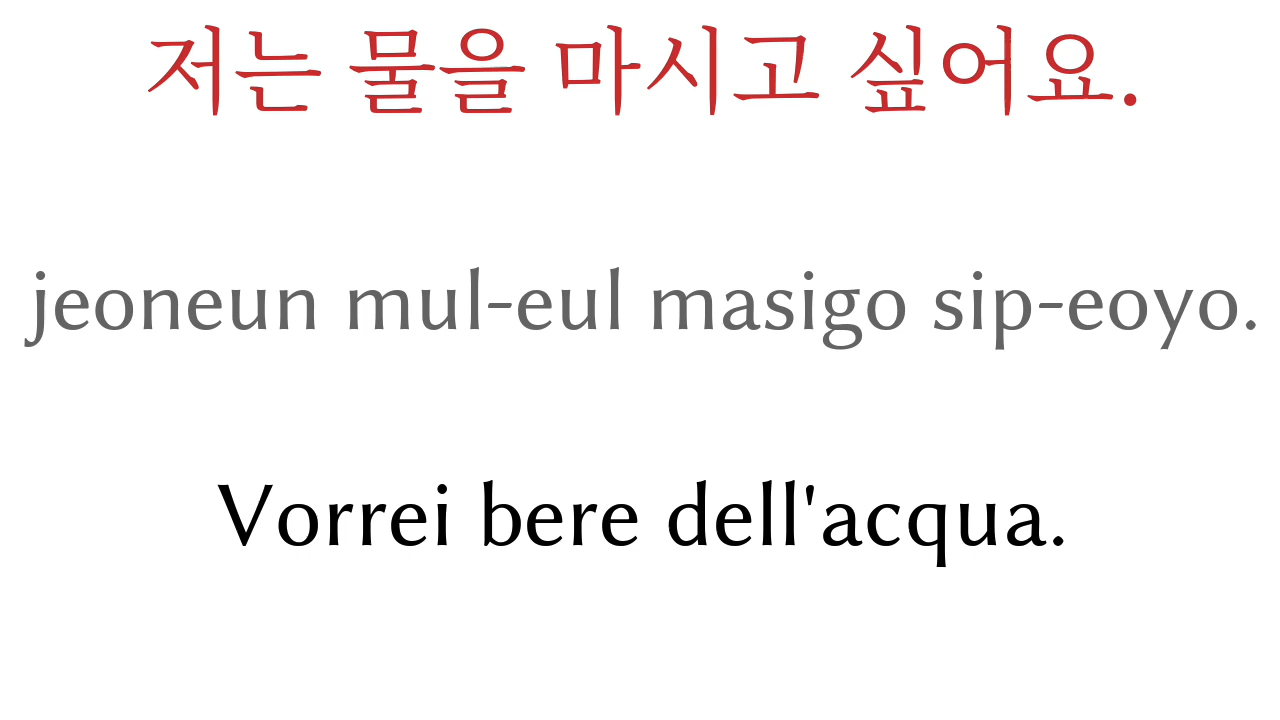 저는 물을 마시고 싶어요.
jeoneun mul-eul masigo sip-eoyo.
Vorrei bere dell'acqua.